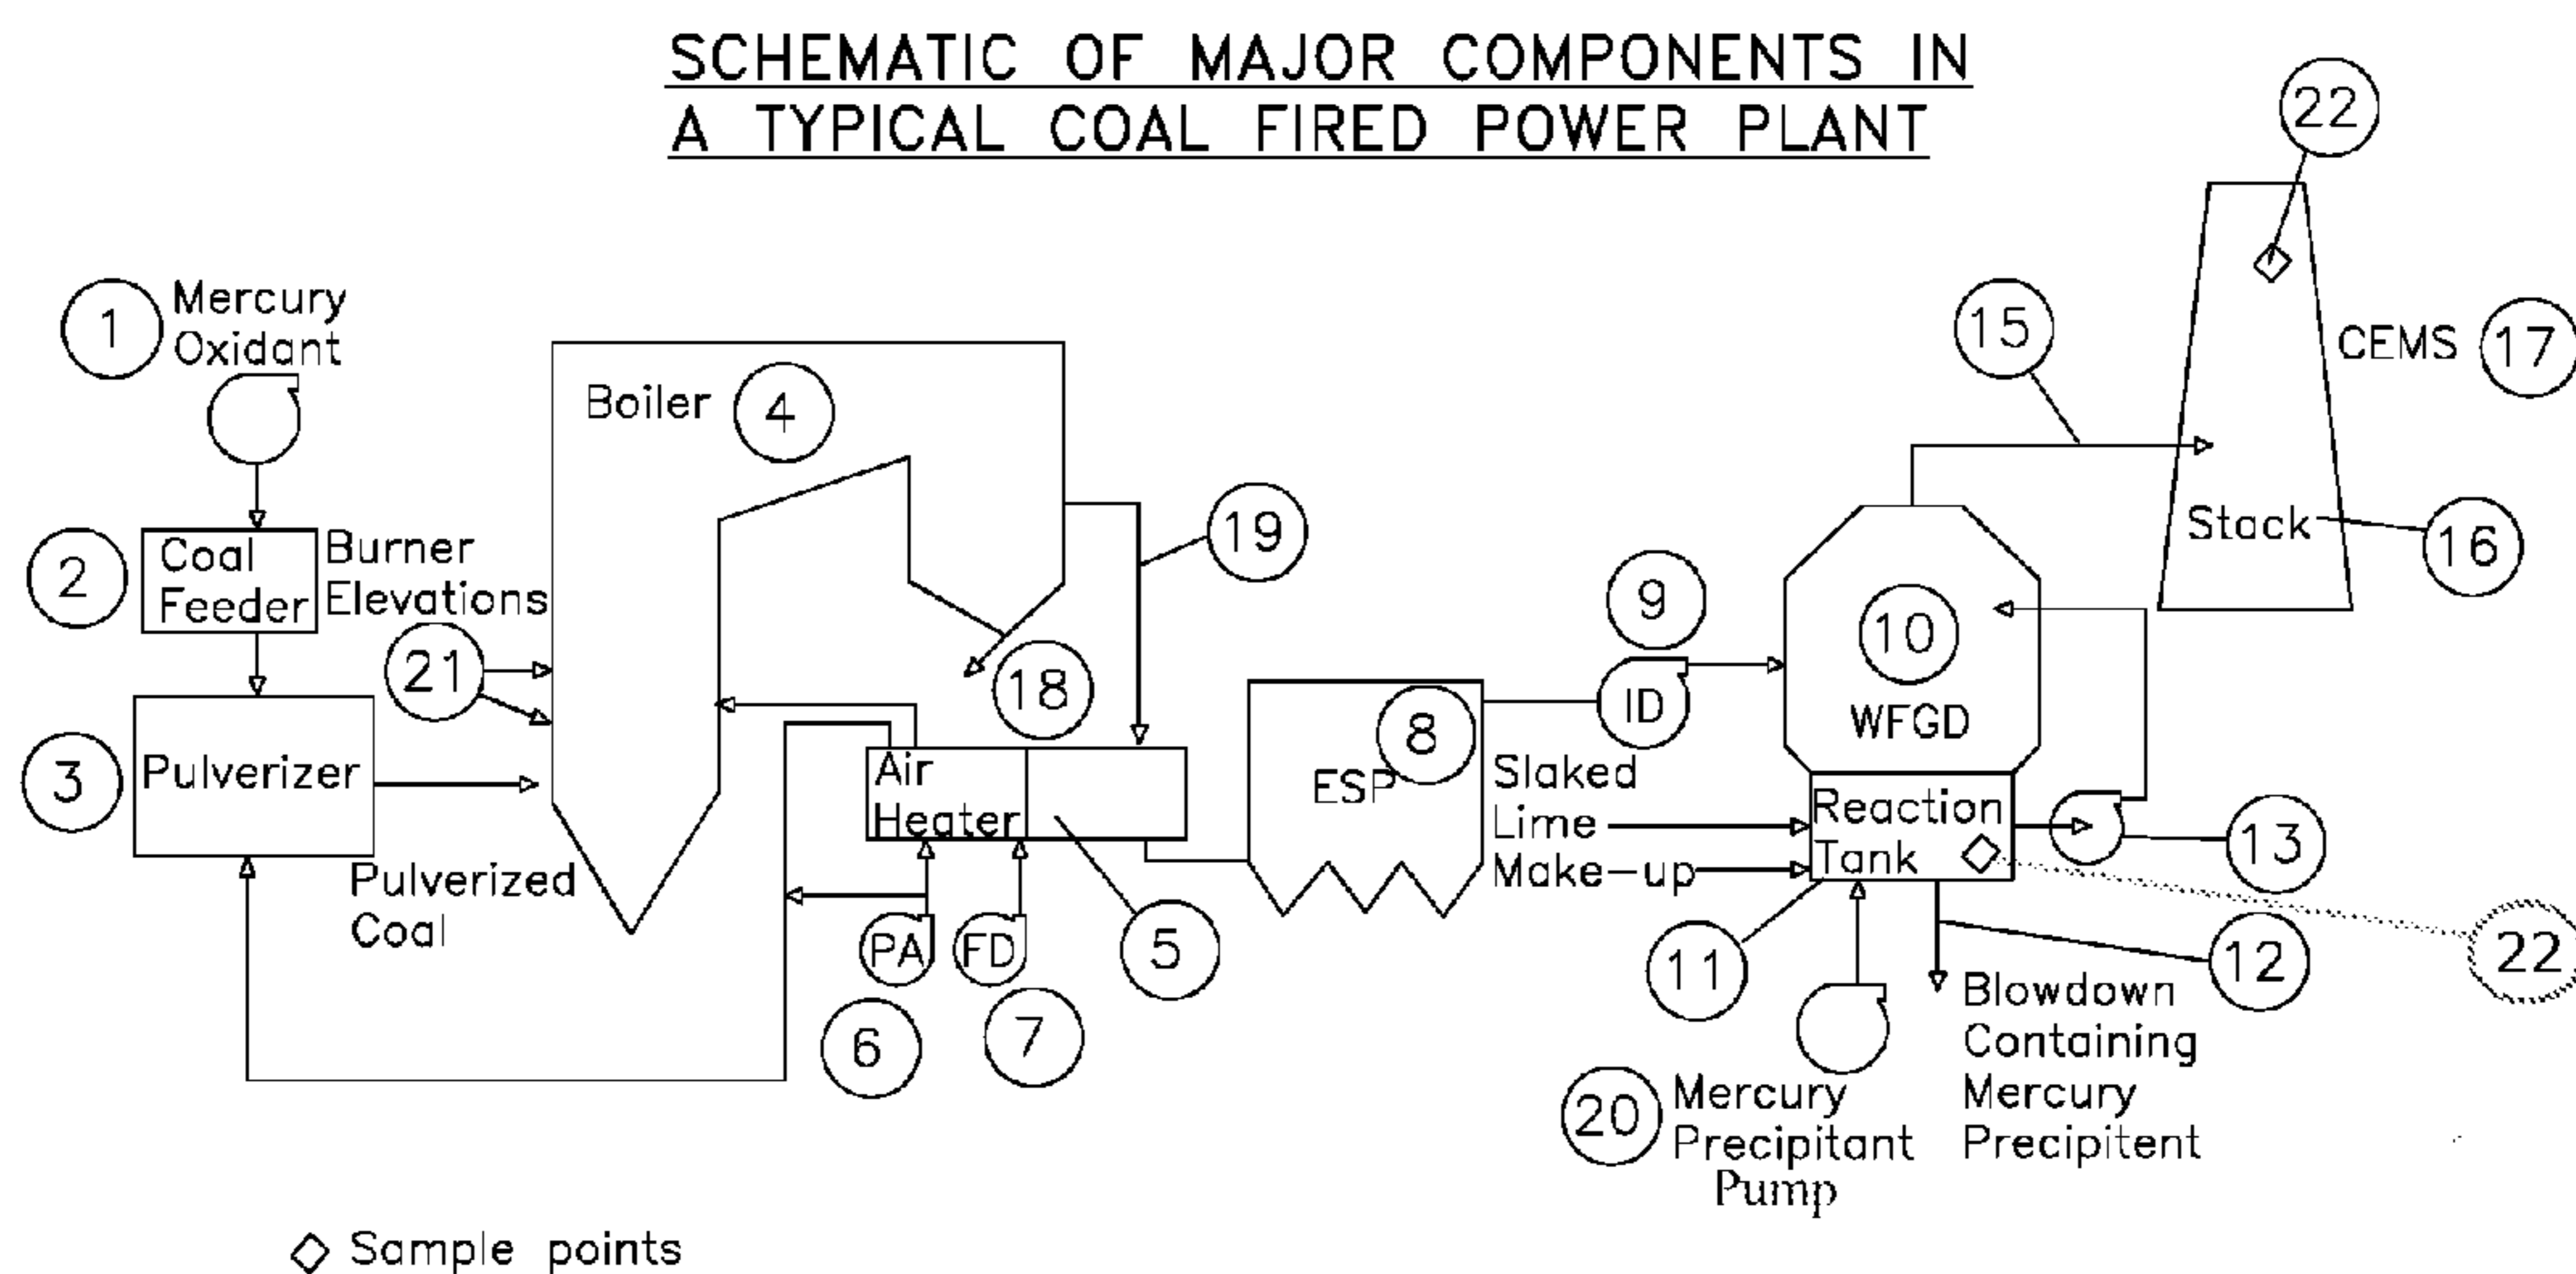 SCHEMATIC OF MAJOR COMPONENTS IN
A TYPICAL COAL FIRED POWER PLANT
22
1
Mercury
Oxidant
15
CEMS
17
Boiler
4
2
Coal
Feeder
Burner
Elevations
19
Stack
16
9
10
21
18
ID
WFGD
3
Pulverizer
8
ESP
Air
Heater
Slaked
Lime
Make-up
Reaction
Tank
13
Pulverized
Coal
PA
FD
5
11
12
22
6
7
Blowdown
Containing
Mercury
Precipitent
20
Mercury
Precipitant
Pump
Sample points